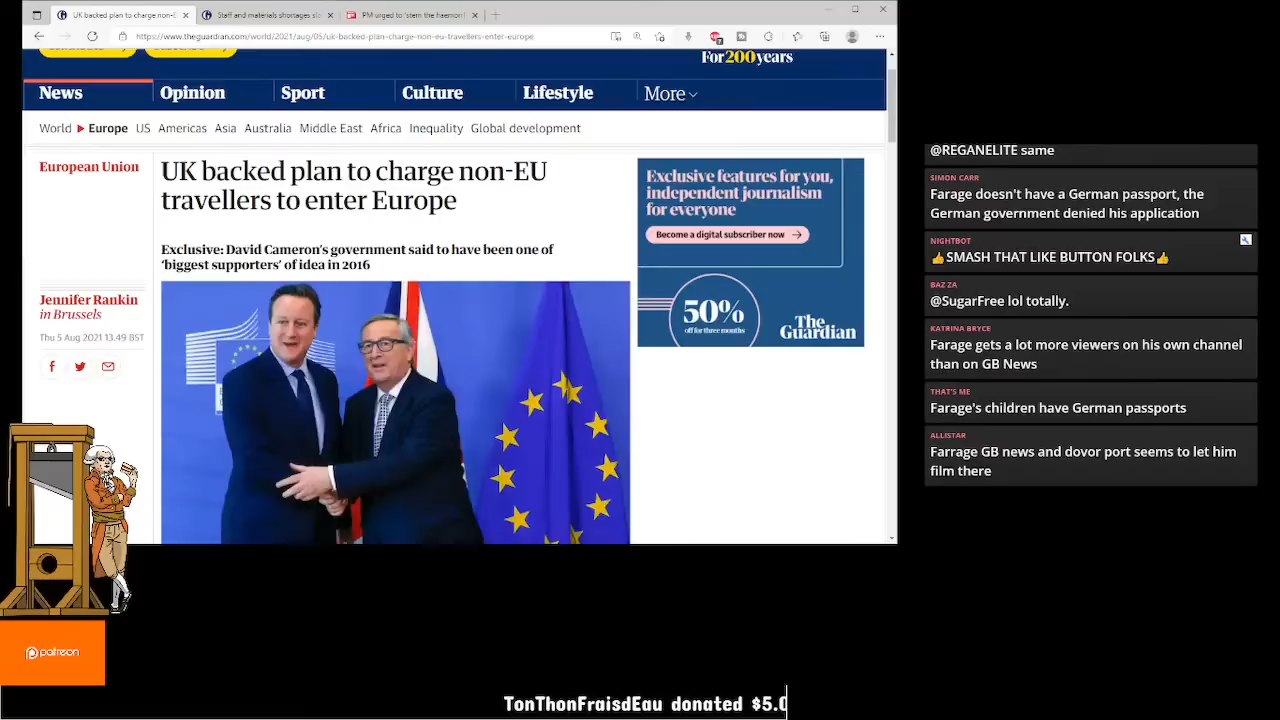 UK backed plan to charge non-E
Staff and materials shortages slo
PM urged to 'stem the haemorr
https://www.theguardian.com/world/2021/aug/05/uk-backed-plan-charge-non-eu-travellers-enter-europe
For200years
News
Opinion
Sport
Culture
Lifestyle
More
World
Europe
US
Americas
Asia
Australia
Middle East
Africa
Inequality
Global development
European Union
UK backed plan to charge non-EU
travellers to enter Europe
Exclusive: David Cameron's government said to have been one of
'biggest supporters' of idea in 2016
Jennifer Rankin
in Brussels
Thu 5 Aug 2021 13.49 BST
Exclusive features for you,
independent journalism
for everyone
Become a digital subscriber now
50%
off for three months
The
Guardian
@REGANELITE same
SIMON CARR
Farage doesn't have a German passport, the
German government denied his application
NIGHTBOT
👍SMASH THAT LIKE BUTTON FOLKS👍
BAZ ZA
@SugarFree lol totally.
KATRINA BRYCE
Farage gets a lot more viewers on his own channel
than on GB News
THAT'S ME
Farage's children have German passports
ALLISTAR
Farrage GB news and dovor port seems to let him
film there
patreon
TonThonFraisdEau donated $5.0